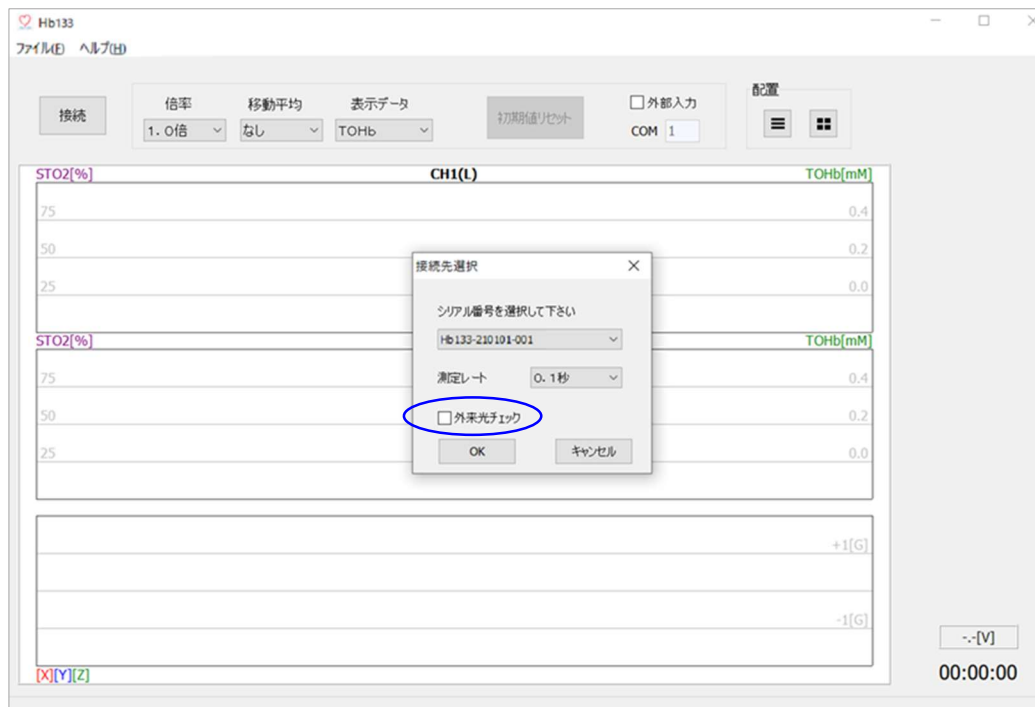 Hb133
ファイル(F) ヘルプ(H)
接続
倍率 移動平均 表示データ
1.0倍 なし TOHb
初期値リセット
外部入力
COM 1
配置
STO2[%] CH1(L) TOHb[mM]
75 0.4
50 0.2
25 0.0
STO2[%] TOHb[mM]
75 0.4
50 0.2
25 0.0
接続先選択
シリアル番号を選択して下さい
Hb133-210101-001
測定レート 0.1秒
外来光チェック
OK キャンセル
+1[G]
-1[G]
[X][Y][Z]
-.-[V]
00:00:00